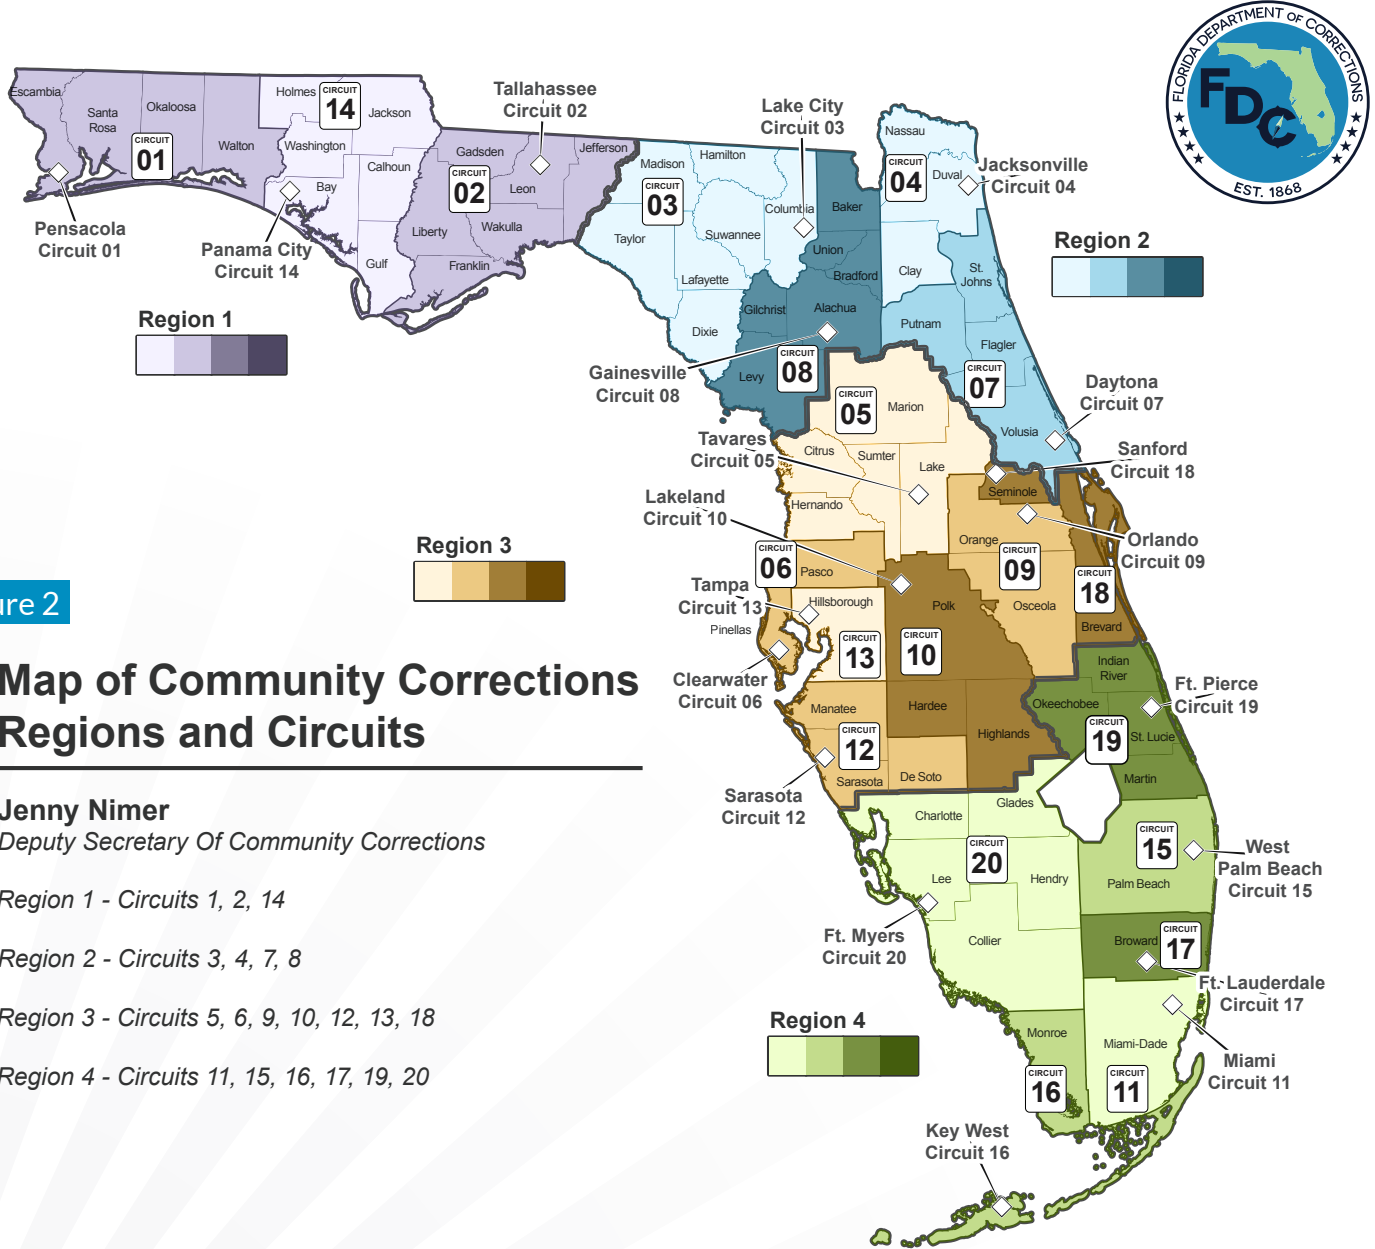 FLORIDA DEPARTMENT OF CORRECTIONS
FDC
EST. 1868
Escambia
Santa
Rosa
Okaloosa
Walton
Holmes
CIRCUIT
14
Jackson
Washington
Calhoun
Bay
Gulf
CIRCUIT
01
Pensacola
Circuit 01
Panama City
Circuit 14
Tallahassee
Circuit 02
Gadsden
Jefferson
CIRCUIT
02
Leon
Liberty
Wakulla
Franklin
Region 1
Lake City
Circuit 03
Madison
Hamilton
CIRCUIT
03
Columbia
Taylor
Suwannee
Lafayette
Dixie
Nassau
CIRCUIT
04
Duval
Jacksonville
Circuit 04
Clay
Baker
Union
Bradford
Gilchrist
Alachua
Levy
CIRCUIT
08
Gainesville
Circuit 08
Region 2
St.
Johns
Putnam
Flagler
CIRCUIT
07
Volusia
Daytona
Circuit 07
CIRCUIT
05
Marion
Citrus
Sumter
Lake
Hernando
Tavares
Circuit 05
Sanford
Circuit 18
Seminole
Lakeland
Circuit 10
Orange
CIRCUIT
09
Osceola
Orlando
Circuit 09
CIRCUIT
18
Brevard
Region 3
CIRCUIT
06
Pasco
Tampa
Circuit 13
Hillsborough
Pinellas
CIRCUIT
13
Polk
CIRCUIT
10
Clearwater
Circuit 06
Manatee
Hardee
Highlands
CIRCUIT
12
Sarasota
De Soto
Sarasota
Circuit 12
Indian
River
Okeechobee
Ft. Pierce
Circuit 19
CIRCUIT
19
St. Lucie
Martin
Charlotte
Glades
CIRCUIT
20
Lee
Hendry
Collier
Ft. Myers
Circuit 20
CIRCUIT
15
Palm Beach
West
Palm Beach
Circuit 15
Broward
CIRCUIT
17
Ft. Lauderdale
Circuit 17
Region 4
Monroe
CIRCUIT
16
Miami-Dade
CIRCUIT
11
Miami
Circuit 11
Key West
Circuit 16
ure 2
Map of Community Corrections
Regions and Circuits
Jenny Nimer
Deputy Secretary Of Community Corrections
Region 1 - Circuits 1, 2, 14
Region 2 - Circuits 3, 4, 7, 8
Region 3 - Circuits 5, 6, 9, 10, 12, 13, 18
Region 4 - Circuits 11, 15, 16, 17, 19, 20